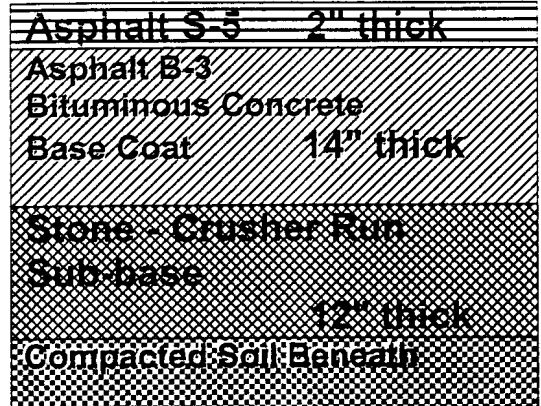 Asphalt S-5 2" thick
Asphalt B-3
Bituminous Concrete
Base Coat 14" thick
Stone - Crusher Run
Sub-base
12" thick
Compacted Soil Beneath